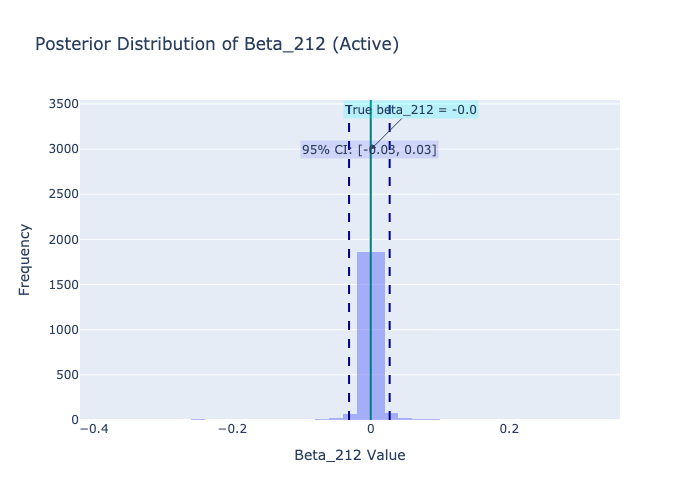 Posterior Distribution of Beta_212 (Active)
3500
True beta_212 = -0.0
3000
95% CI: [-0.03, 0.03]
2500
2000
1500
1000
500
0
Frequency
−0.4 −0.2 0 0.2
Beta_212 Value